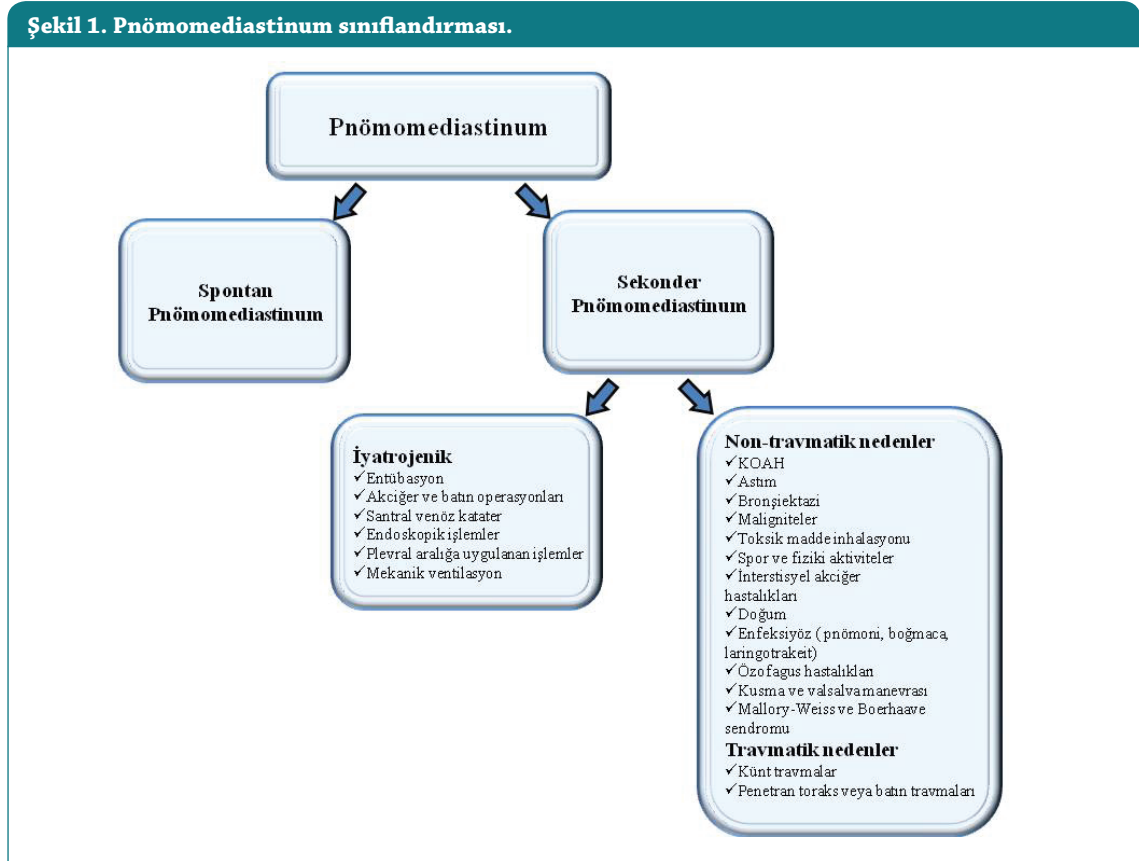 Şekil 1. Pnömomediastinum sınıflandırması.
Pnömomediastinum
Spontan
Pnömomediastinum
Sekonder
Pnömomediastinum
İyatrojenik
✓Entübasyon
✓Akciğer ve batın operasyonları
✓Santral venöz katater
✓Endoskopik işlemler
✓Plevral aralığa uygulanan işlemler
✓Mekanik ventilasyon
Non-travmatik nedenler
✓KOAH
✓Astım
✓Bronşiektazi
✓Maligniteler
✓Toksik madde inhalasyonu
✓Spor ve fiziki aktiviteler
✓İnterstisyel akciğer
hastalıkları
✓Doğum
✓Enfeksiyöz ( pnömoni, boğmaca,
laringotrakeit)
✓Özofagus hastalıkları
✓Kusma ve valsalva manevrası
✓Mallory-Weiss ve Boerhaave
sendromu
Travmatik nedenler
✓Künt travmalar
✓Penetran toraks veya batın travmaları